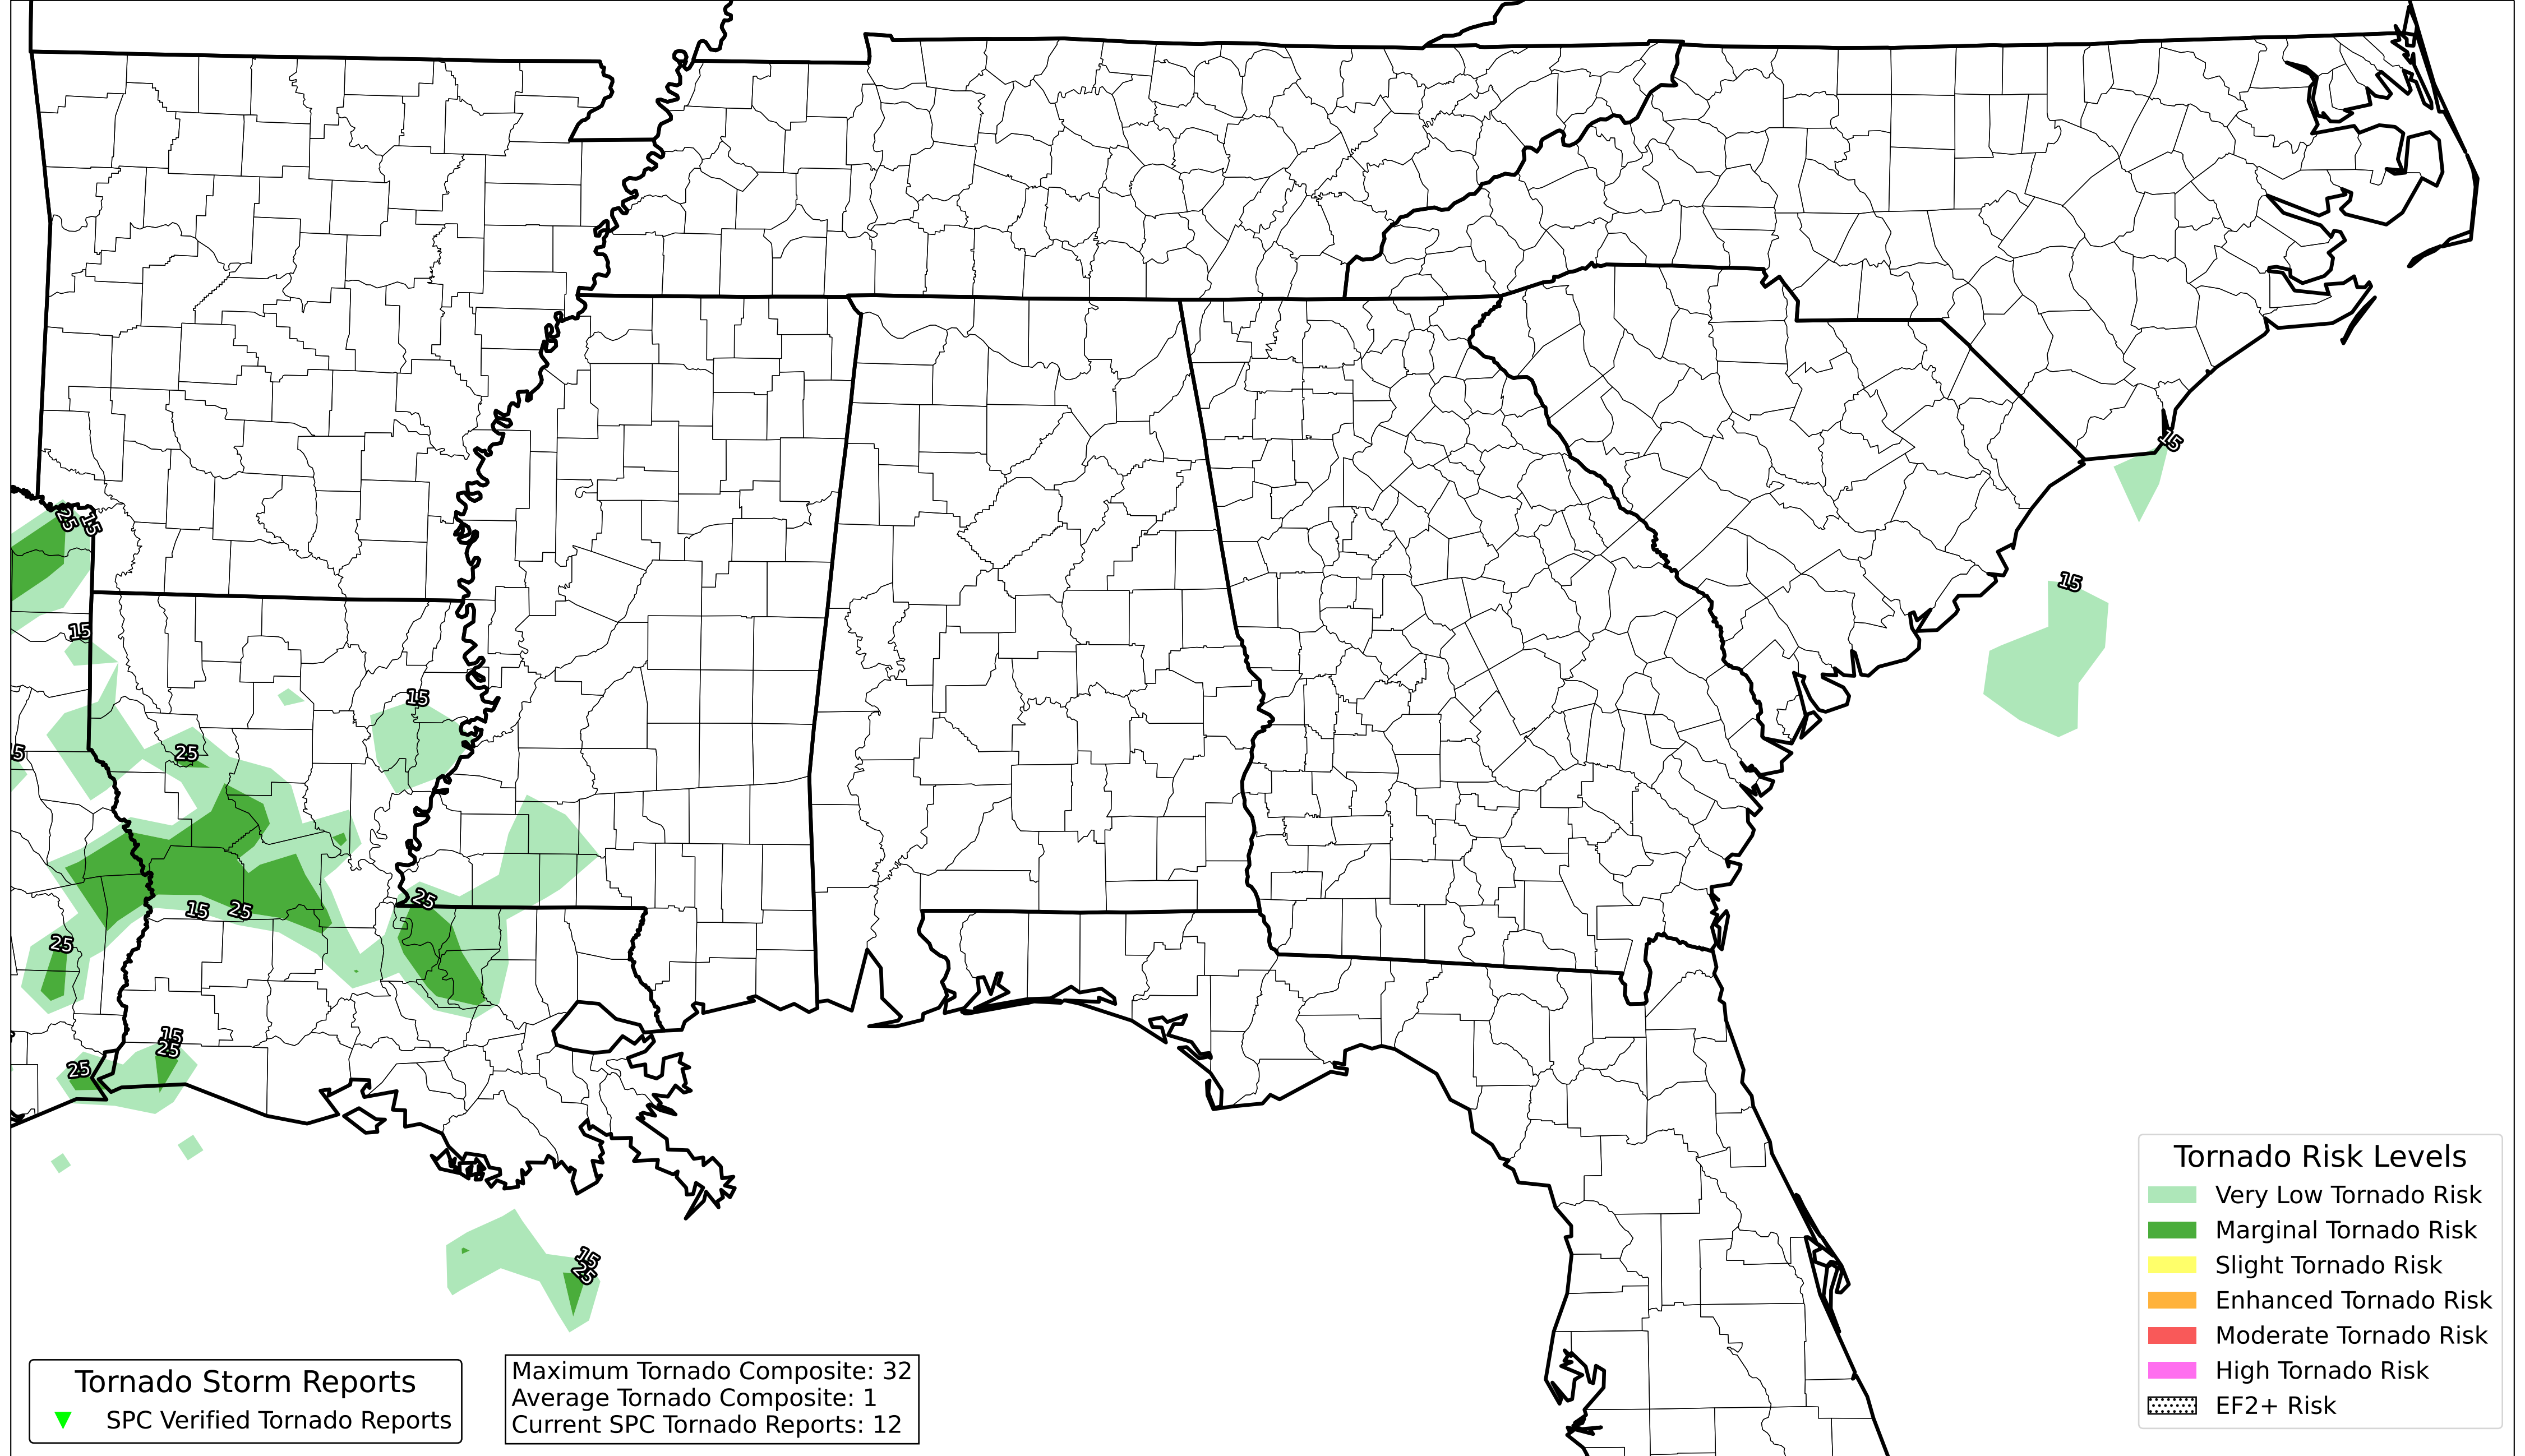 15
15
25
15
15
15
5
25
25
15
25
25
15
25
25
15
25
Tornado Risk Levels
Very Low Tornado Risk
Marginal Tornado Risk
Slight Tornado Risk
Enhanced Tornado Risk
Moderate Tornado Risk
High Tornado Risk
EF2+ Risk
Tornado Storm Reports
SPC Verified Tornado Reports
Maximum Tornado Composite: 32
Average Tornado Composite: 1
Current SPC Tornado Reports: 12